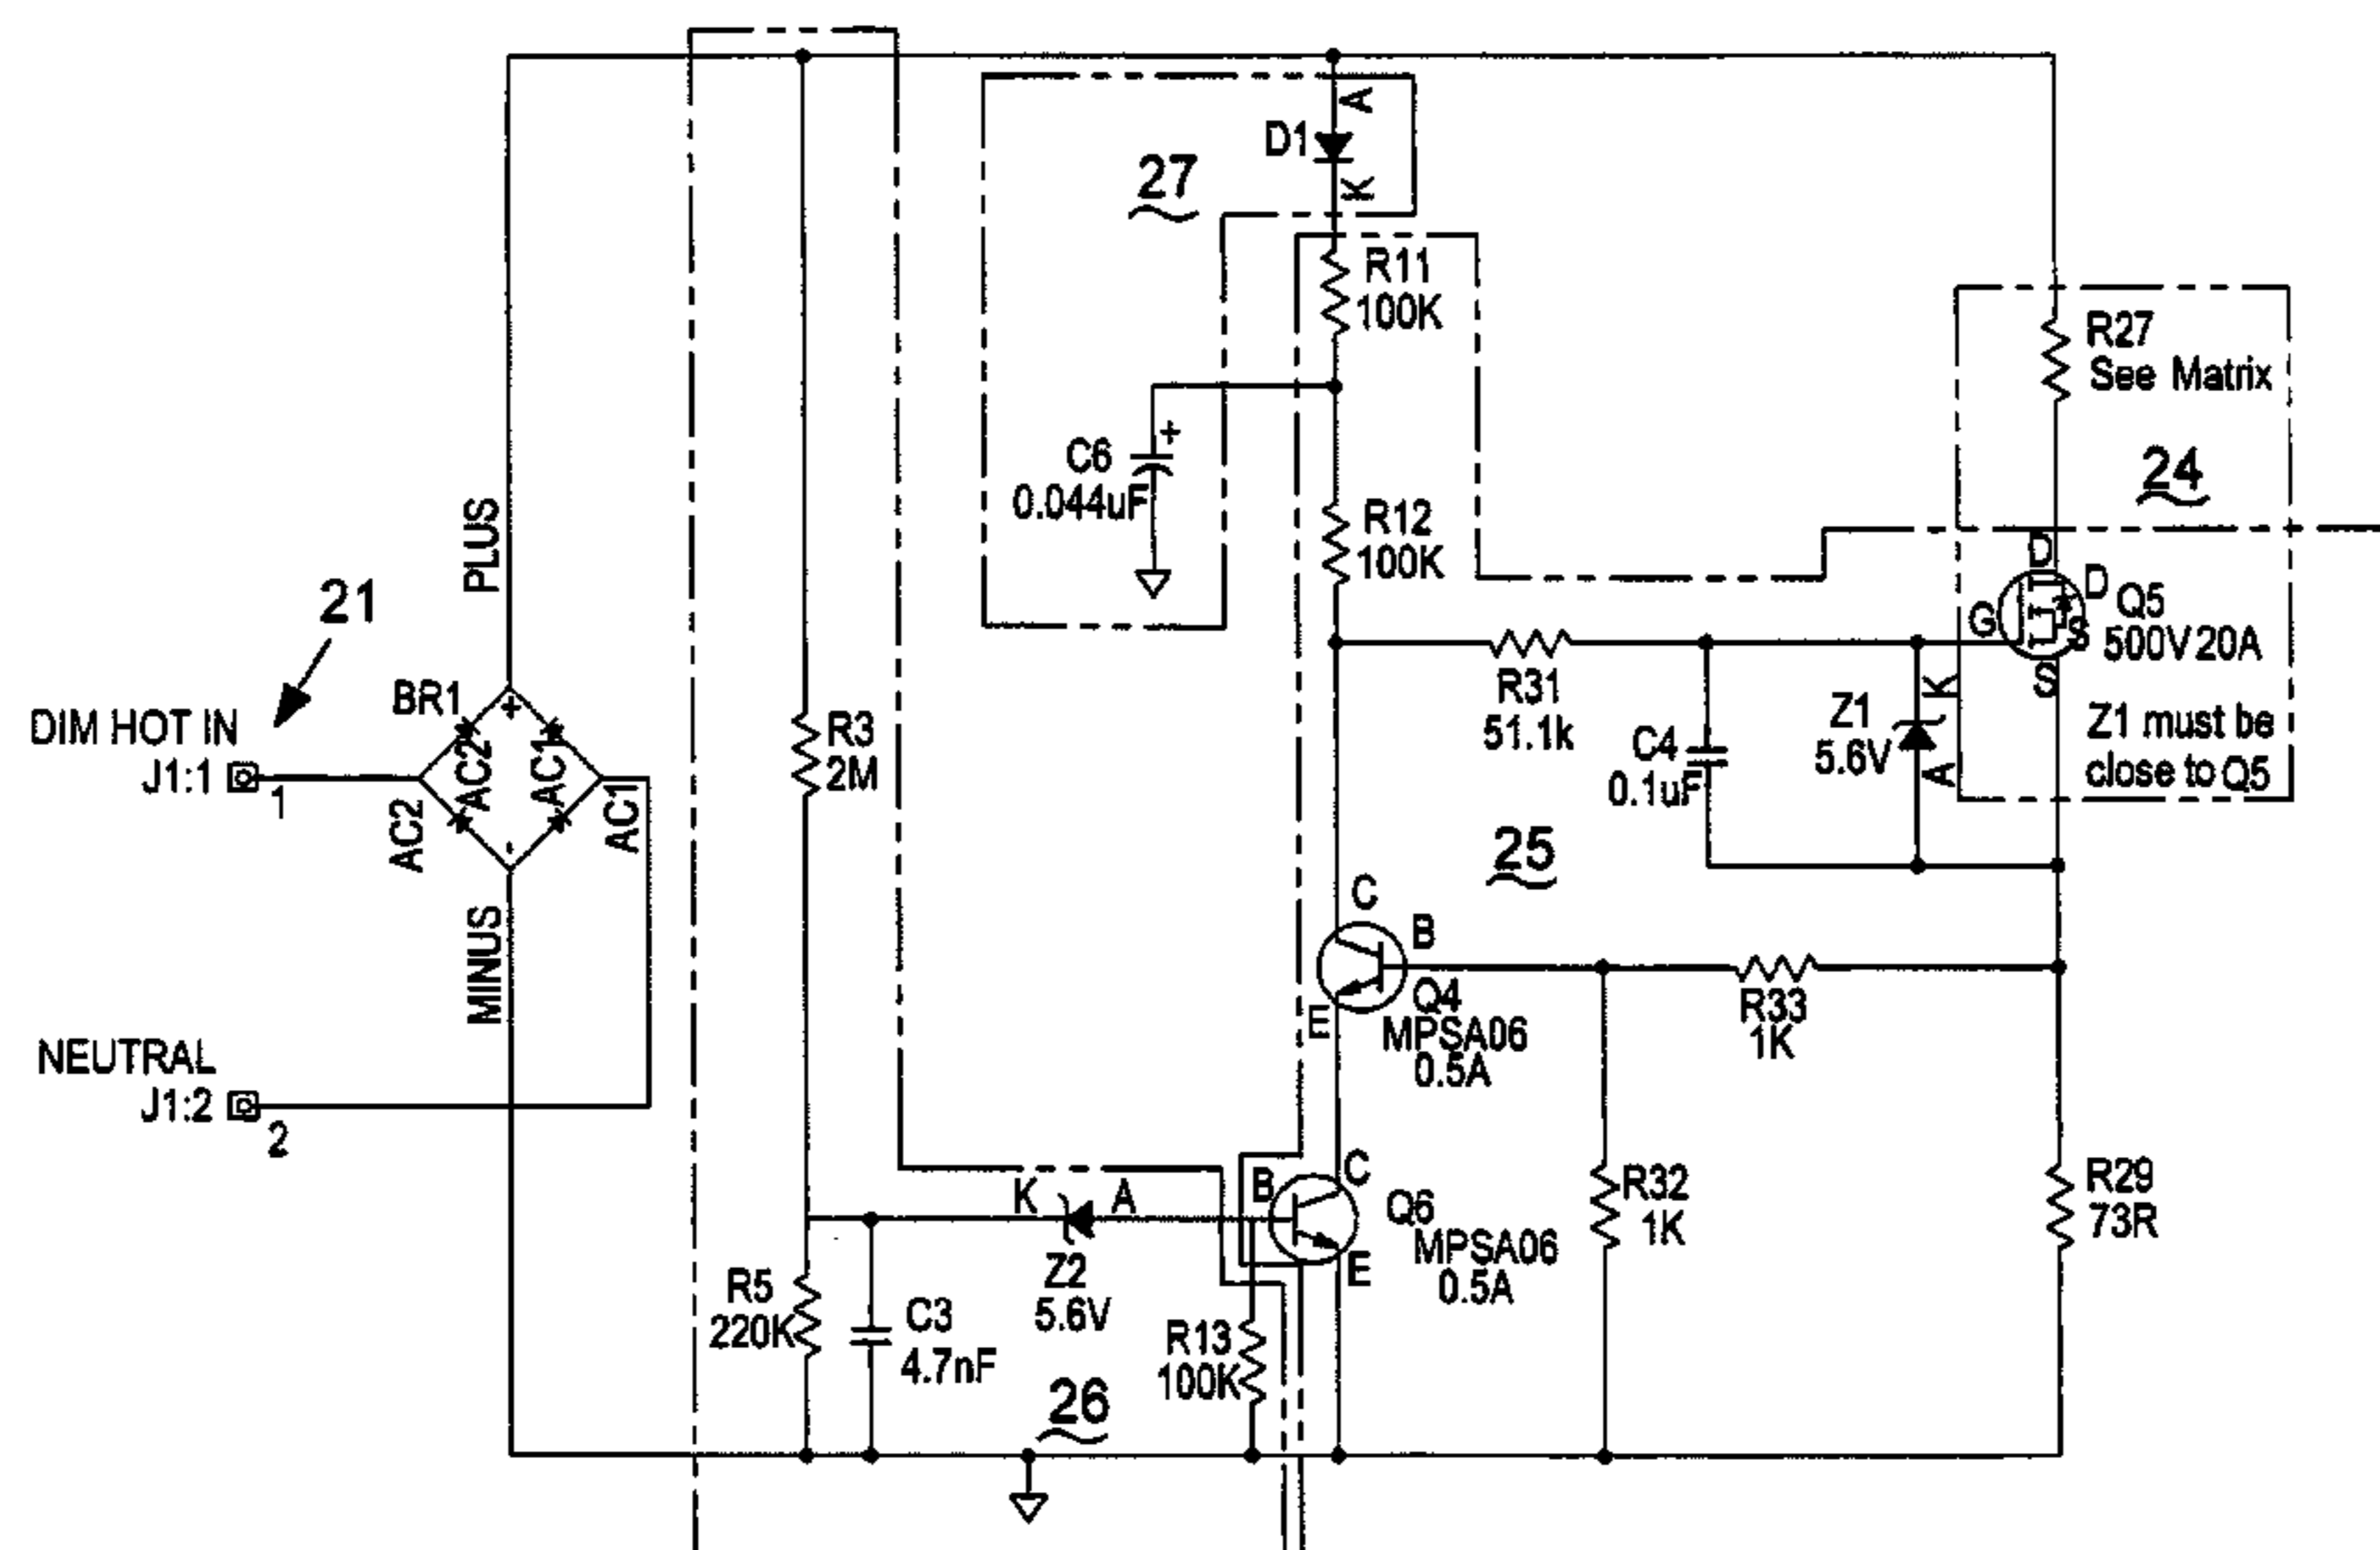 A
D1
K
27
R11
100K
R27
See Matrix
C6
+
0.044uF
24
PLUS
R12
100K
D
D
Q5
G
S
500V20A
S
21
DIM HOT IN
J1:1
1
BR1
+
AC2
AC1
-
AC2
AC1
R3
2M
R31
51.1k
C4
0.1uF
Z1
5.6V
K
A
Z1 must be
close to Q5
25
MINUS
C
B
Q4
E
MPSA06
0.5A
R33
1K
NEUTRAL
J1:2
2
K
A
Z2
5.6V
B
C
Q6
MPSA06
E
0.5A
R32
1K
R29
73R
R5
220K
C3
4.7nF
R13
100K
26